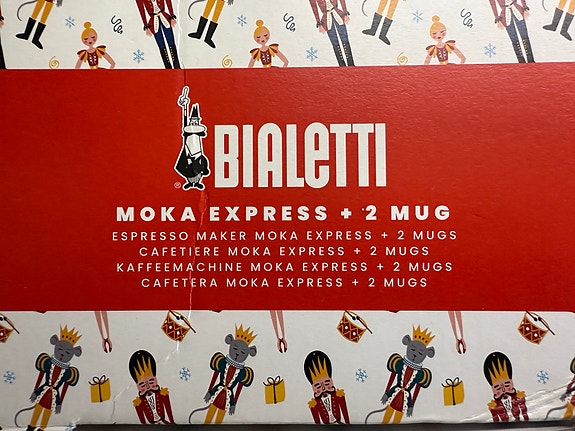 BIALETTI
MOKA EXPRESS + 2 MUG
ESPRESSO MAKER MOKA EXPRESS + 2 MUGS
CAFETIERE MOKA EXPRESS + 2 MUGS
KAFFEEMACHINE MOKA EXPRESS + 2 MUGS
CAFETERA MOKA EXPRESS + 2 MUGS